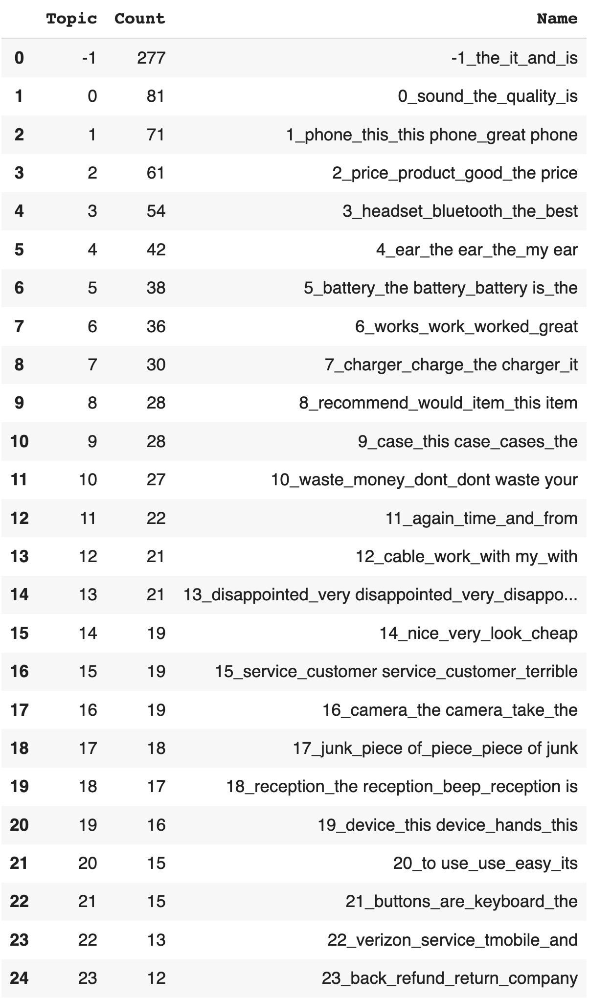 Topic Count Name
0 -1 277 -1_the_it_and_is
1 0 81 0_sound_the_quality_is
2 1 71 1_phone_this_this phone_great phone
3 2 61 2_price_product_good_the price
4 3 54 3_headset_bluetooth_the_best
5 4 42 4_ear_the ear_the_my ear
6 5 38 5_battery_the battery_battery is_the
7 6 36 6_works_work_worked_great
8 7 30 7_charger_charge_the charger_it
9 8 28 8_recommend_would_item_this item
10 9 28 9_case_this case_cases_the
11 10 27 10_waste_money_dont_dont waste your
12 11 22 11_again_time_and_from
13 12 21 12_cable_work_with my_with
14 13 21 13_disappointed_very disappointed_very_disappo...
15 14 19 14_nice_very_look_cheap
16 15 19 15_service_customer service_customer_terrible
17 16 19 16_camera_the camera_take_the
18 17 18 17_junk_piece of_piece_piece of junk
19 18 17 18_reception_the reception_beep_reception is
20 19 16 19_device_this device_hands_this
21 20 15 20_to use_use_easy_its
22 21 15 21_buttons_are_keyboard_the
23 22 13 22_verizon_service_tmobile_and
24 23 12 23_back_refund_return_company